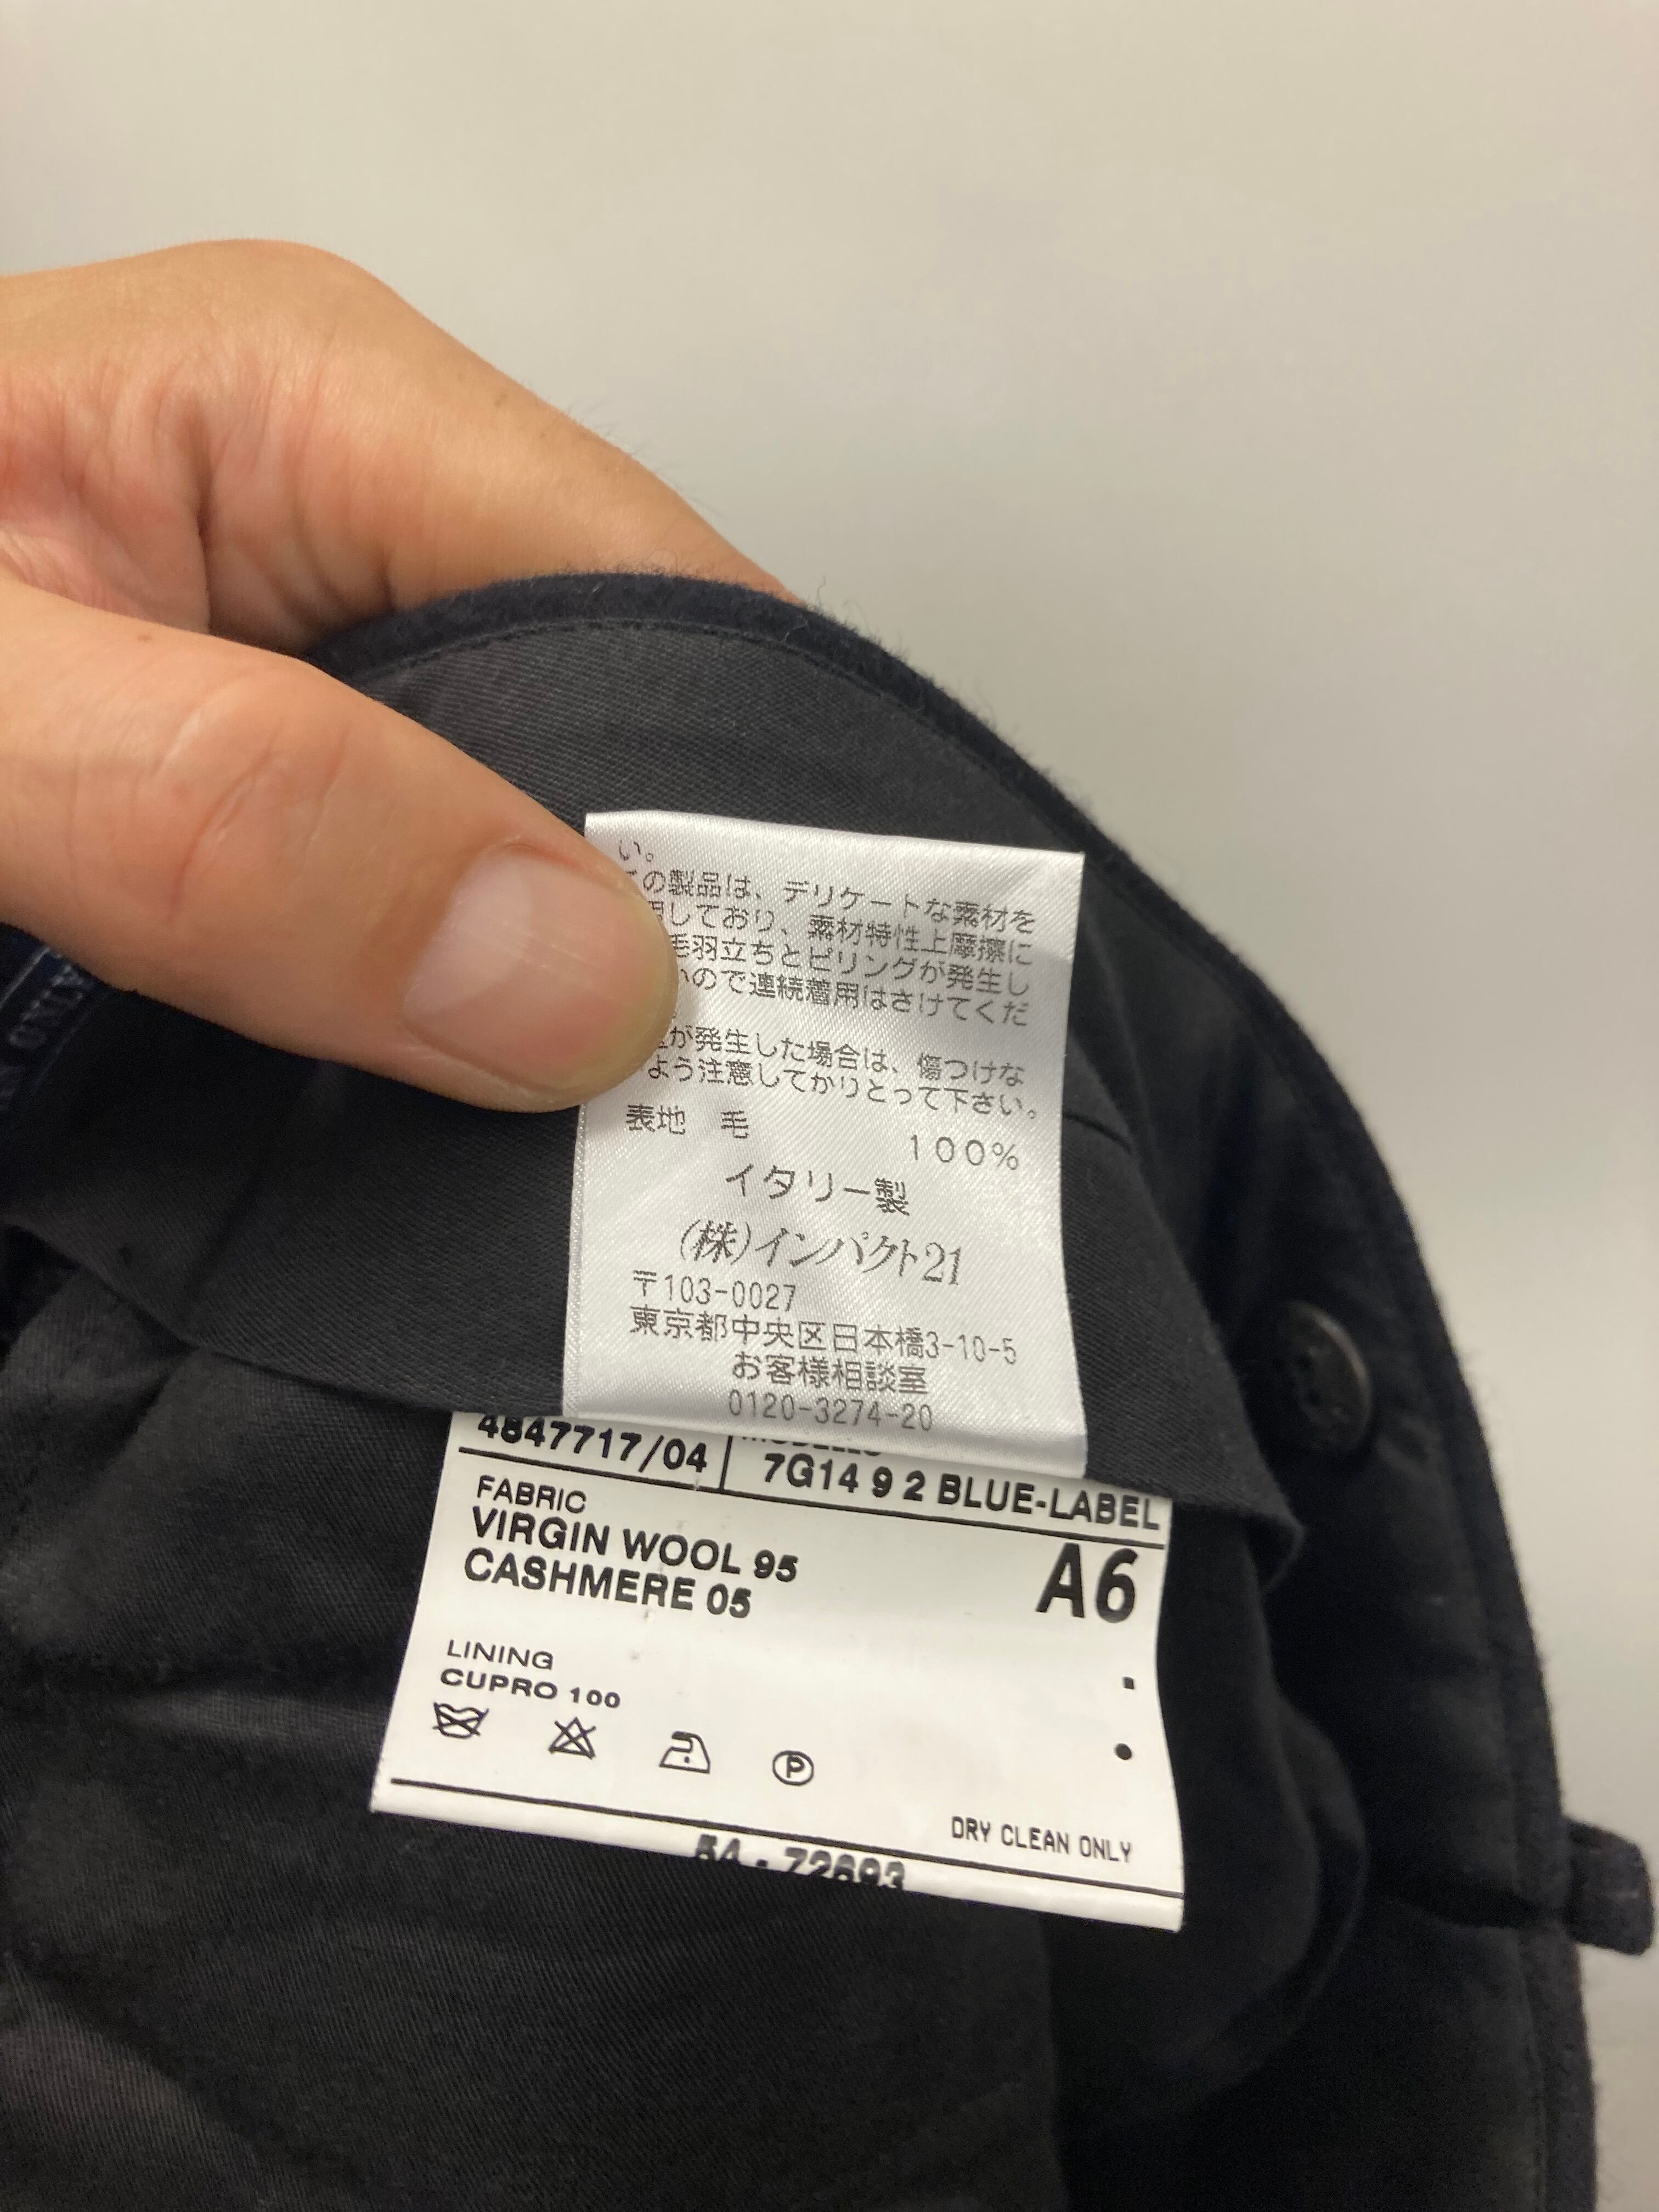 い。
の製品は、デリケートな素材を
しており、素材特性上摩擦に
毛羽立ちとピリングが発生し
いので連続着用はさけてくだ
が発生した場合は、傷つけな
よう注意してかりとって下さい。
表地 毛
100%
イタリー製
(株)インパクト21
〒103-0027
東京都中央区日本橋3-10-5
お客様相談室
0120-3274-20
4847717/04 7G14 9 2 BLUE-LABEL
FABRIC
VIRGIN WOOL 95
CASHMERE 05
A6
LINING
CUPRO 100
P
DRY CLEAN ONLY